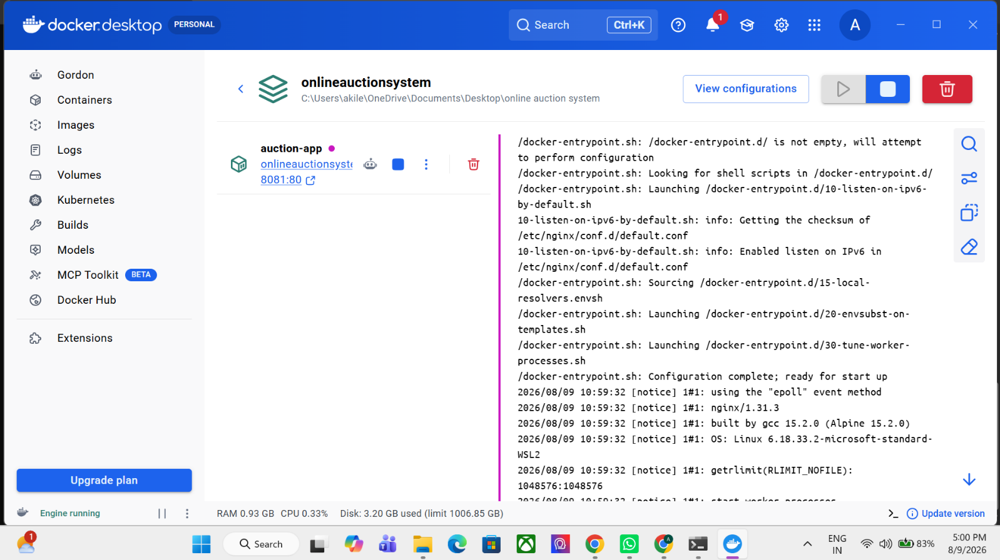 docker.desktop PERSONAL
Search Ctrl+K
1
A
Gordon
Containers
Images
Logs
Volumes
Kubernetes
Builds
Models
MCP Toolkit BETA
Docker Hub
Extensions
Upgrade plan
onlineauctionsystem
C:\Users\akile\OneDrive\Documents\Desktop\online auction system
View configurations
auction-app
onlineauctionsyste
8081:80
/docker-entrypoint.sh: /docker-entrypoint.d/ is not empty, will attempt
to perform configuration
/docker-entrypoint.sh: Looking for shell scripts in /docker-entrypoint.d/
/docker-entrypoint.sh: Launching /docker-entrypoint.d/10-listen-on-ipv6-
by-default.sh
10-listen-on-ipv6-by-default.sh: info: Getting the checksum of
/etc/nginx/conf.d/default.conf
10-listen-on-ipv6-by-default.sh: info: Enabled listen on IPv6 in
/etc/nginx/conf.d/default.conf
/docker-entrypoint.sh: Sourcing /docker-entrypoint.d/15-local-
resolvers.envsh
/docker-entrypoint.sh: Launching /docker-entrypoint.d/20-envsubst-on-
templates.sh
/docker-entrypoint.sh: Launching /docker-entrypoint.d/30-tune-worker-
processes.sh
/docker-entrypoint.sh: Configuration complete; ready for start up
2026/08/09 10:59:32 [notice] 1#1: using the "epoll" event method
2026/08/09 10:59:32 [notice] 1#1: nginx/1.31.3
2026/08/09 10:59:32 [notice] 1#1: built by gcc 15.2.0 (Alpine 15.2.0)
2026/08/09 10:59:32 [notice] 1#1: OS: Linux 6.18.33.2-microsoft-standard-
WSL2
2026/08/09 10:59:32 [notice] 1#1: getrlimit(RLIMIT_NOFILE):
1048576:1048576
2026/08/09 10:59:32 [notice] 1#1: start worker processes
Engine running
RAM 0.93 GB CPU 0.33% Disk: 3.20 GB used (limit 1006.85 GB)
Update version
1
Search
T
A
ENG
IN
83%
5:00 PM
8/9/2026